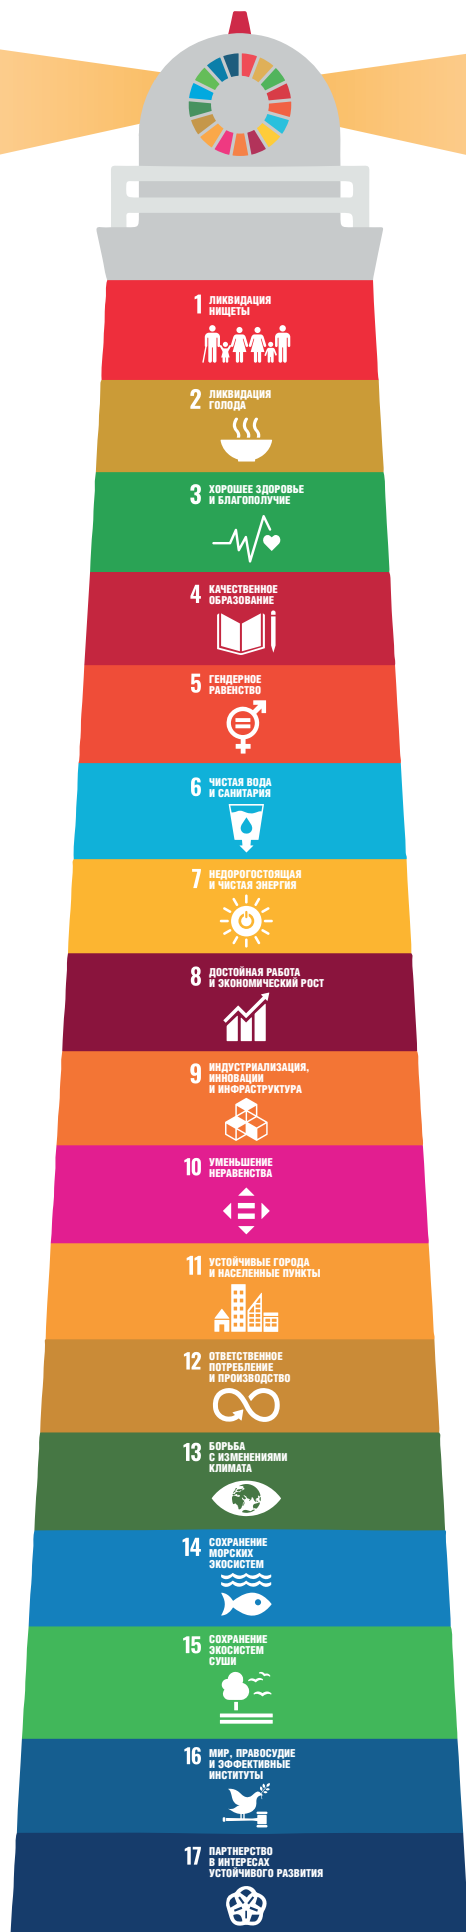 1 ЛИКВИДАЦИЯ
НИЩЕТЫ
2 ЛИКВИДАЦИЯ
ГОЛОДА
3 ХОРОШЕЕ ЗДОРОВЬЕ
И БЛАГОПОЛУЧИЕ
4 КАЧЕСТВЕННОЕ
ОБРАЗОВАНИЕ
5 ГЕНДЕРНОЕ
РАВЕНСТВО
6 ЧИСТАЯ ВОДА
И САНИТАРИЯ
7 НЕДОРОГОСТОЯЩАЯ
И ЧИСТАЯ ЭНЕРГИЯ
8 ДОСТОЙНАЯ РАБОТА
И ЭКОНОМИЧЕСКИЙ РОСТ
9 ИНДУСТРИАЛИЗАЦИЯ,
ИННОВАЦИИ
И ИНФРАСТРУКТУРА
10 УМЕНЬШЕНИЕ
НЕРАВЕНСТВА
11 УСТОЙЧИВЫЕ ГОРОДА
И НАСЕЛЕННЫЕ ПУНКТЫ
12 ОТВЕТСТВЕННОЕ
ПОТРЕБЛЕНИЕ
И ПРОИЗВОДСТВО
13 БОРЬБА
С ИЗМЕНЕНИЯМИ
КЛИМАТА
14 СОХРАНЕНИЕ
МОРСКИХ
ЭКОСИСТЕМ
15 СОХРАНЕНИЕ
ЭКОСИСТЕМ
СУШИ
16 МИР, ПРАВОСУДИЕ
И ЭФФЕКТИВНЫЕ
ИНСТИТУТЫ
17 ПАРТНЕРСТВО
В ИНТЕРЕСАХ
УСТОЙЧИВОГО РАЗВИТИЯ